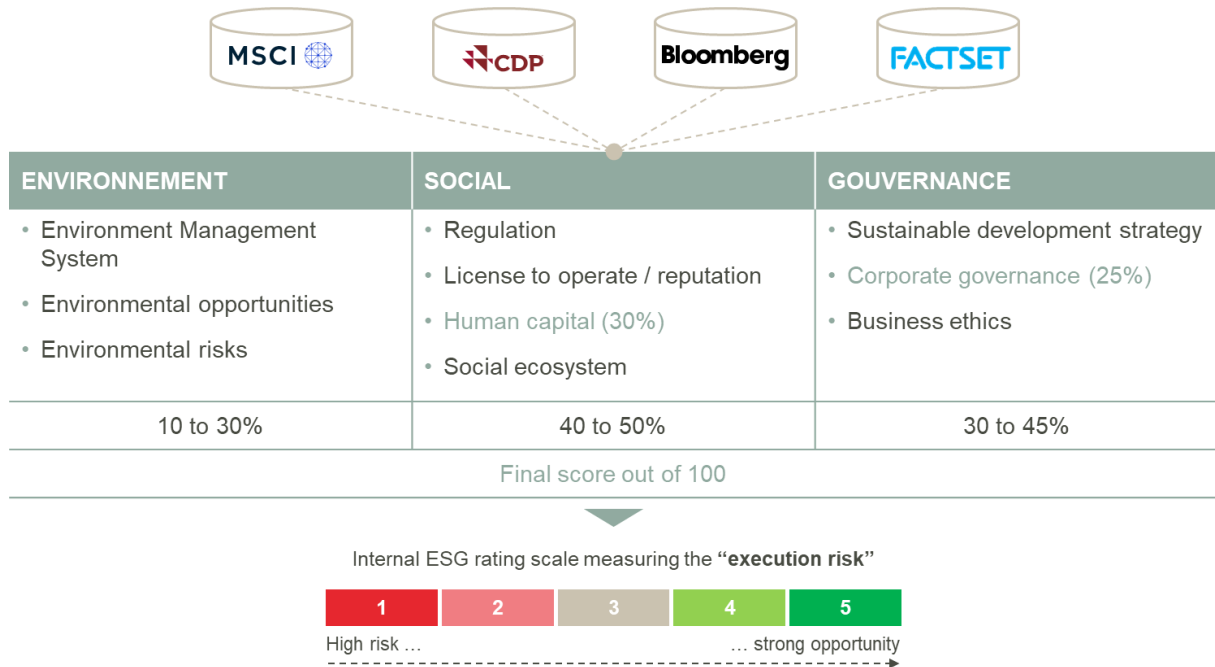 MSCI
CDP
Bloomberg
FACTSET
ENVIRONNEMENT
• Environment Management
System
• Environmental opportunities
• Environmental risks
10 to 30%
SOCIAL
• Regulation
• License to operate / reputation
• Human capital (30%)
• Social ecosystem
40 to 50%
GOUVERNANCE
• Sustainable development strategy
• Corporate governance (25%)
• Business ethics
30 to 45%
Final score out of 100
Internal ESG rating scale measuring the “execution risk”
1
2
3
4
5
High risk ...
... strong opportunity